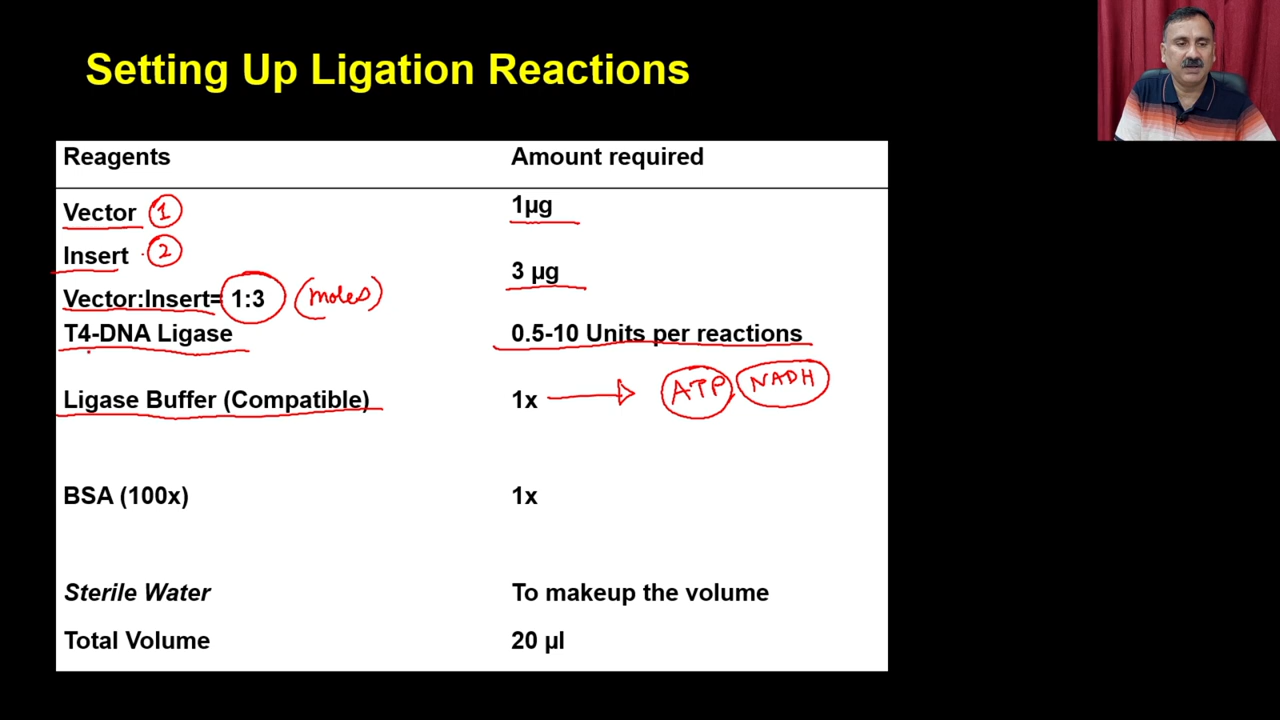 Setting Up Ligation Reactions
Reagents Amount required
Vector 1 1µg
Insert 2
3 µg
Vector:Insert= 1:3 (moles)
T4-DNA Ligase 0.5-10 Units per reactions
Ligase Buffer (Compatible) 1x ATP NADH
BSA (100x) 1x
Sterile Water To makeup the volume
Total Volume 20 µl